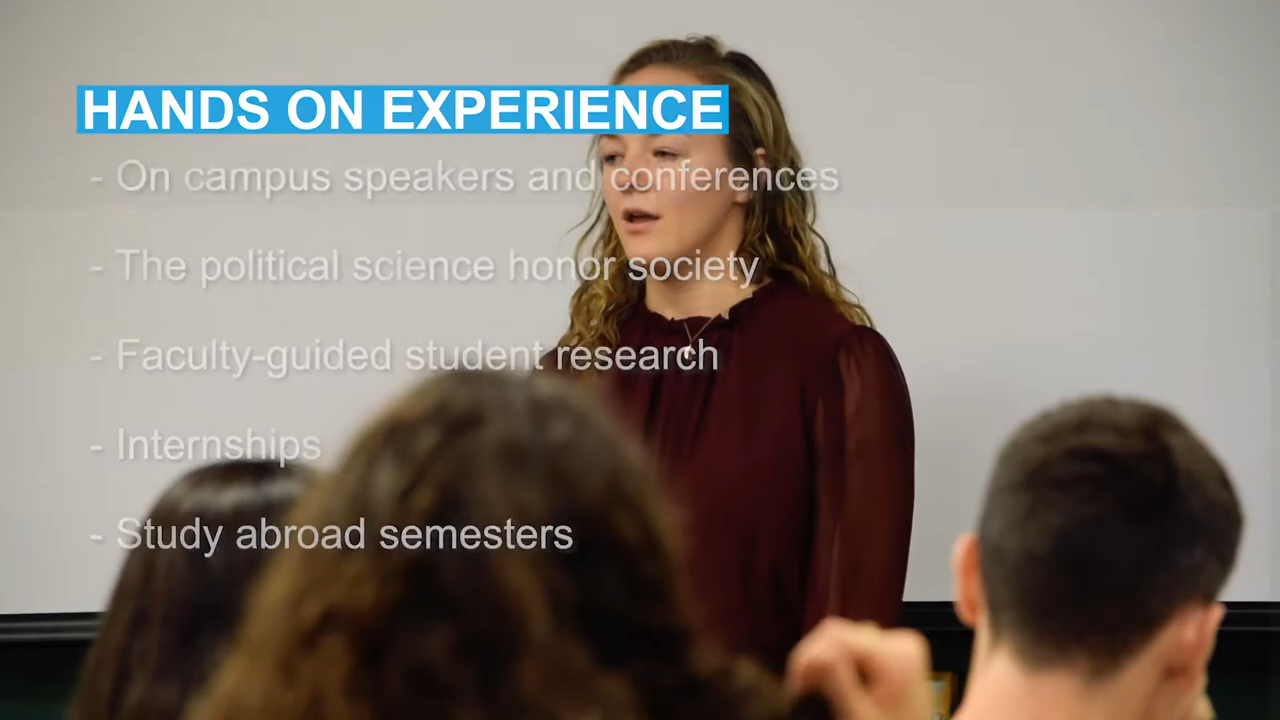 HANDS ON EXPERIENCE
- On campus speakers and conferences
- The political science honor society
- Faculty-guided student research
- Internships
- Study abroad semesters